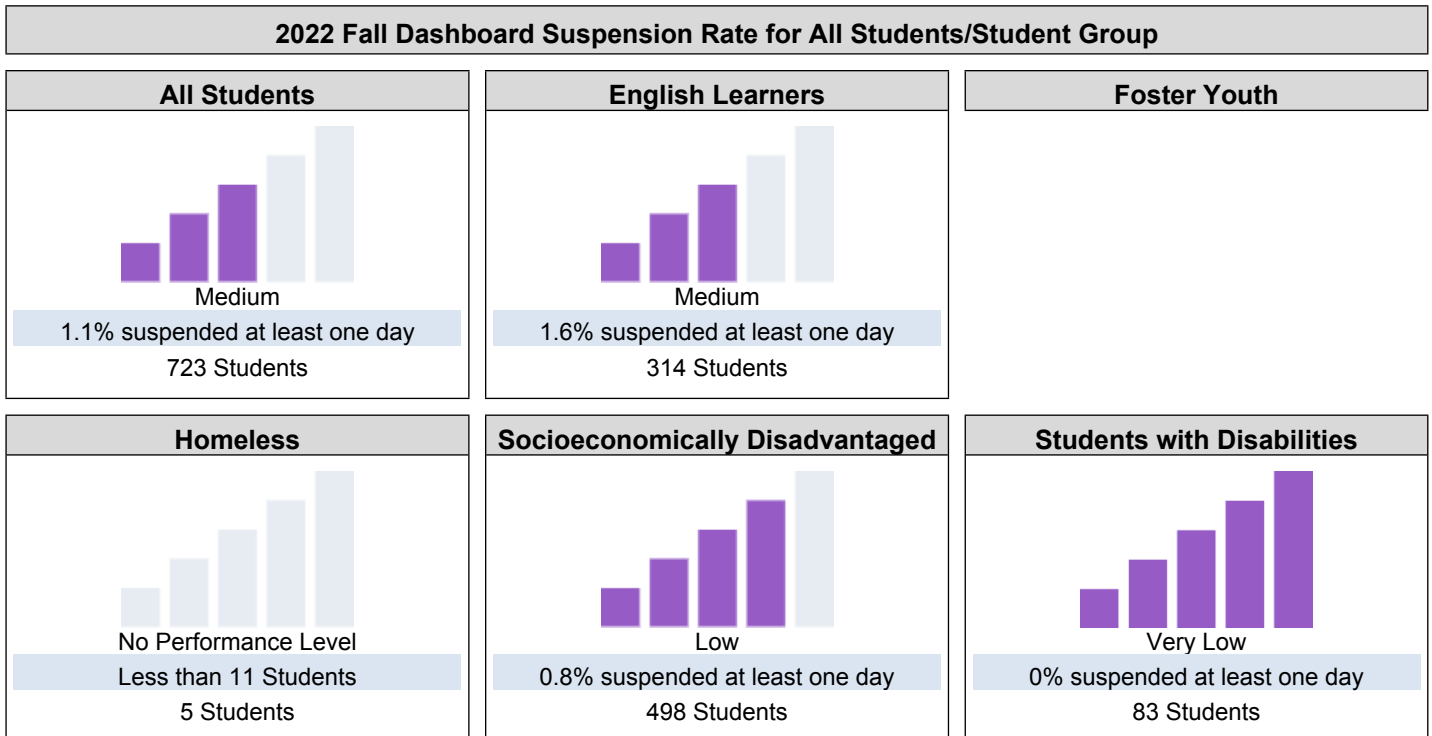 2022 Fall Dashboard Suspension Rate for All Students/Student Group
All Students
Medium
1.1% suspended at least one day
723 Students
English Learners
Medium
1.6% suspended at least one day
314 Students
Foster Youth
Homeless
No Performance Level
Less than 11 Students
5 Students
Socioeconomically Disadvantaged
Low
0.8% suspended at least one day
498 Students
Students with Disabilities
Very Low
0% suspended at least one day
83 Students